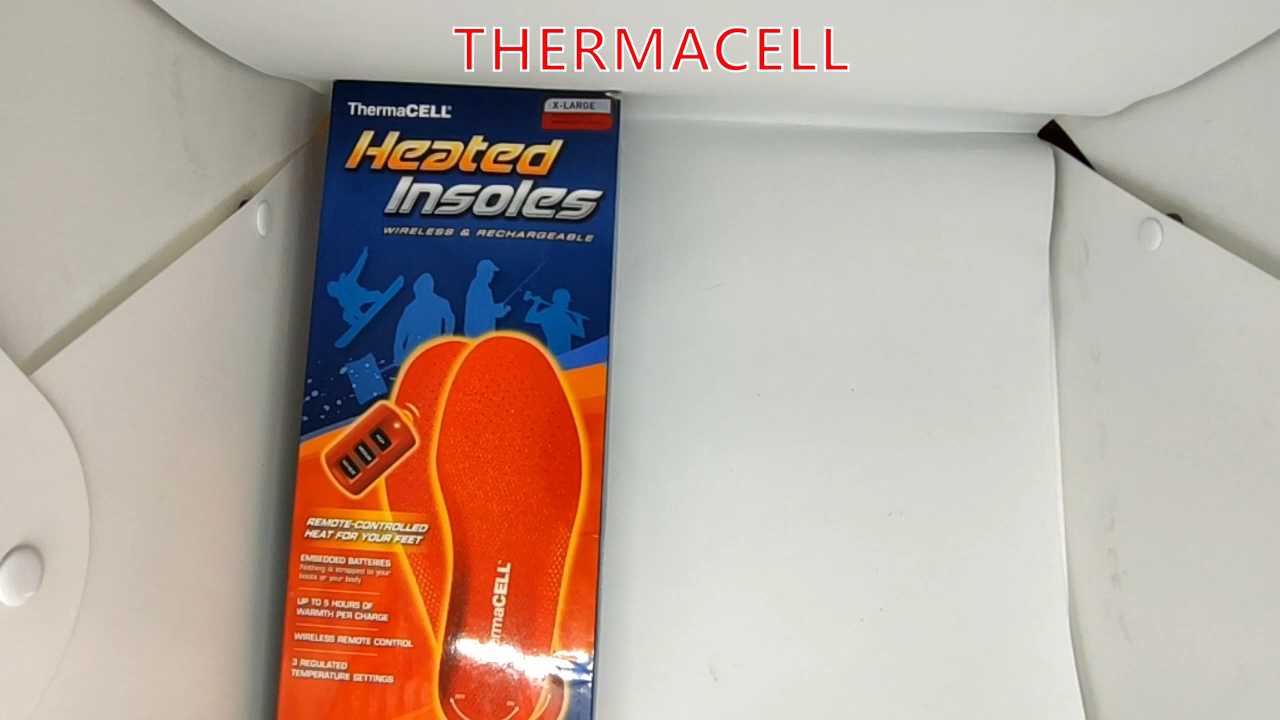 THERMACELL
ThermaCELL®
X-LARGE
Heated
Insoles
WIRELESS & RECHARGEABLE
REMOTE-CONTROLLED
HEAT FOR YOUR FEET
EMBEDDED BATTERIES
Nothing is strapped to your
boots or your body
UP TO 5 HOURS OF
WARMTH PER CHARGE
WIRELESS REMOTE CONTROL
3 REGULATED
TEMPERATURE SETTINGS
rmaCELL